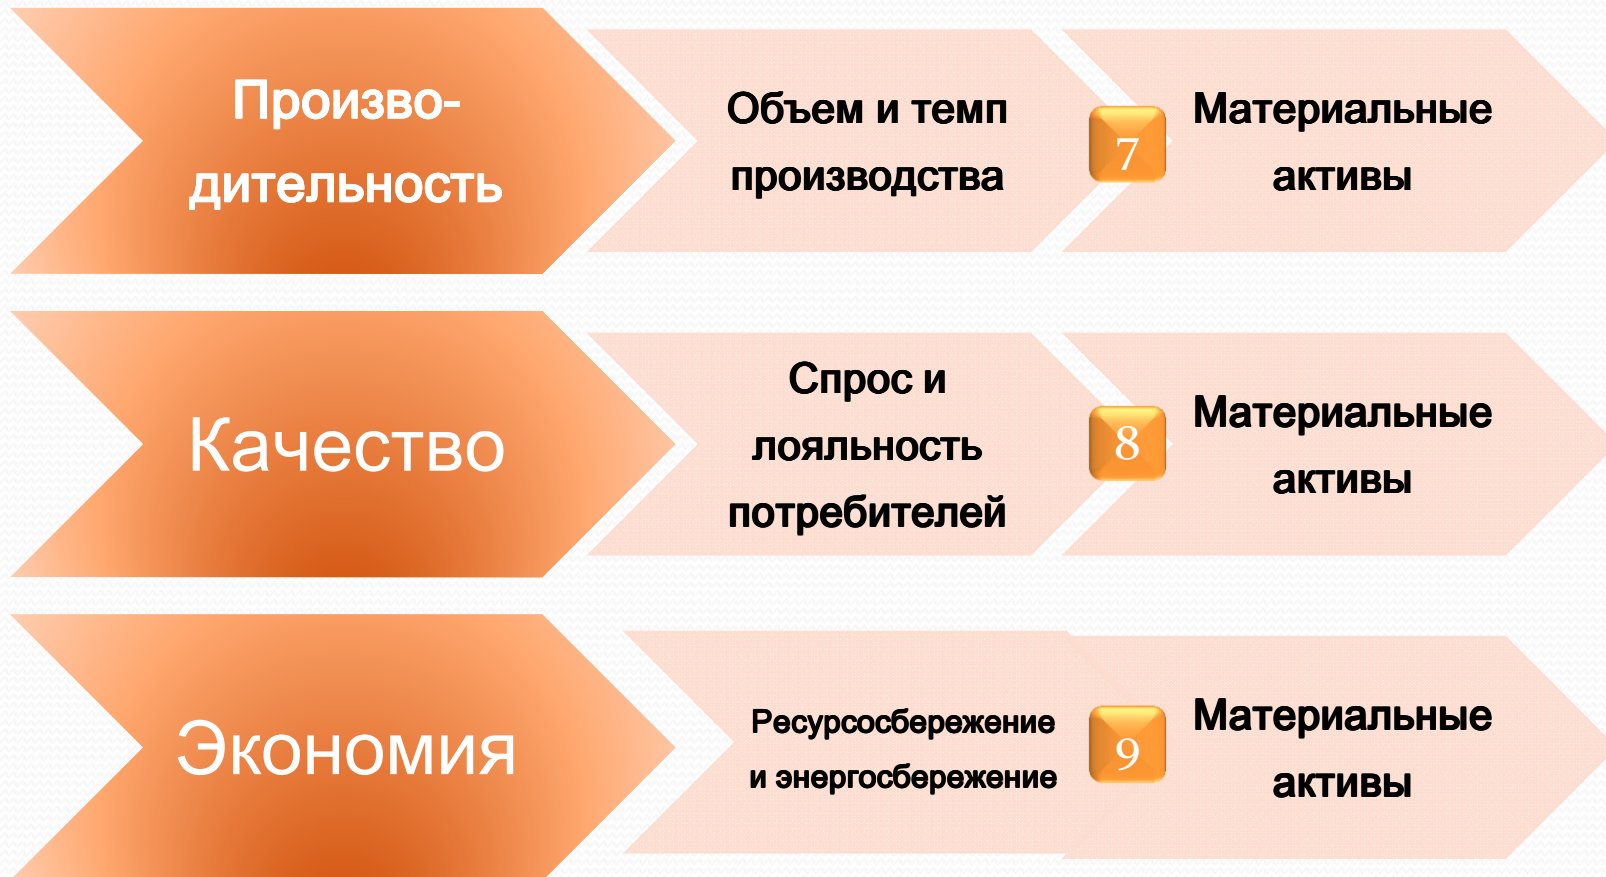 Произво-
дительность
Объем и темп
производства
7
Материальные
активы
Качество
Спрос и
лояльность
потребителей
8
Материальные
активы
Экономия
Ресурсосбережение
и энергосбережение
9
Материальные
активы